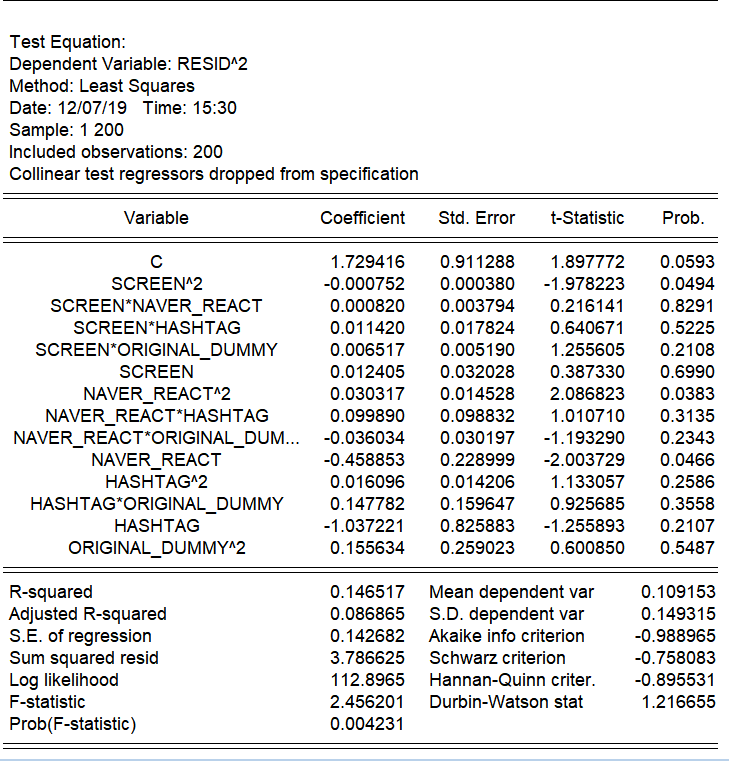 Test Equation:
Dependent Variable: RESID^2
Method: Least Squares
Date: 12/07/19 Time: 15:30
Sample: 1 200
Included observations: 200
Collinear test regressors dropped from specification
Variable Coefficient Std. Error t-Statistic Prob.
C 1.729416 0.911288 1.897772 0.0593
SCREEN^2 -0.000752 0.000380 -1.978223 0.0494
SCREEN*NAVER_REACT 0.000820 0.003794 0.216141 0.8291
SCREEN*HASHTAG 0.011420 0.017824 0.640671 0.5225
SCREEN*ORIGINAL_DUMMY 0.006517 0.005190 1.255605 0.2108
SCREEN 0.012405 0.032028 0.387330 0.6990
NAVER_REACT^2 0.030317 0.014528 2.086823 0.0383
NAVER_REACT*HASHTAG 0.099890 0.098832 1.010710 0.3135
NAVER_REACT*ORIGINAL_DUM... -0.036034 0.030197 -1.193290 0.2343
NAVER_REACT -0.458853 0.228999 -2.003729 0.0466
HASHTAG^2 0.016096 0.014206 1.133057 0.2586
HASHTAG*ORIGINAL_DUMMY 0.147782 0.159647 0.925685 0.3558
HASHTAG -1.037221 0.825883 -1.255893 0.2107
ORIGINAL_DUMMY^2 0.155634 0.259023 0.600850 0.5487
R-squared 0.146517 Mean dependent var 0.109153
Adjusted R-squared 0.086865 S.D. dependent var 0.149315
S.E. of regression 0.142682 Akaike info criterion -0.988965
Sum squared resid 3.786625 Schwarz criterion -0.758083
Log likelihood 112.8965 Hannan-Quinn criter. -0.895531
F-statistic 2.456201 Durbin-Watson stat 1.216655
Prob(F-statistic) 0.004231